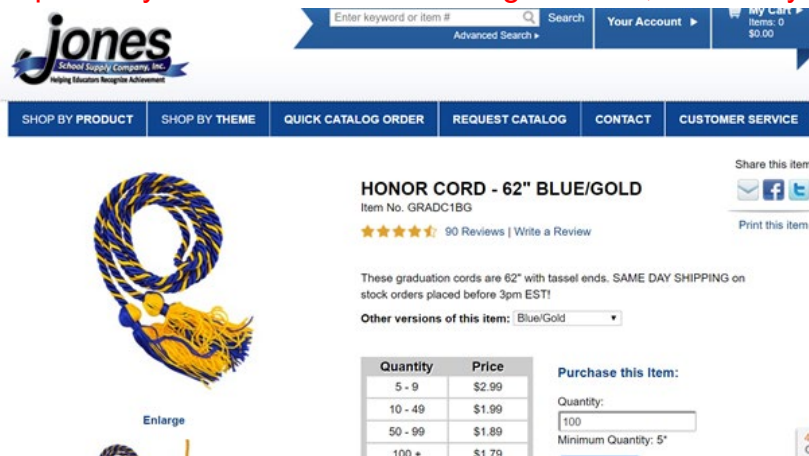 Enter keyword or item #
Search
Advanced Search ▸
Your Account ▸
My Cart ▸
Items: 0
$0.00
jones
School Supply Company, Inc.
Helping Educators Recognize Achievement
SHOP BY PRODUCT
SHOP BY THEME
QUICK CATALOG ORDER
REQUEST CATALOG
CONTACT
CUSTOMER SERVICE
Share this item
HONOR CORD - 62" BLUE/GOLD
Item No. GRADC1BG
90 Reviews | Write a Review
Print this item
These graduation cords are 62" with tassel ends. SAME DAY SHIPPING on
stock orders placed before 3pm EST!
Other versions of this item: Blue/Gold
Quantity Price
5 - 9 $2.99
10 - 49 $1.99
50 - 99 $1.89
100 + $1.79
Purchase this Item:
Quantity:
100
Minimum Quantity: 5*
Enlarge